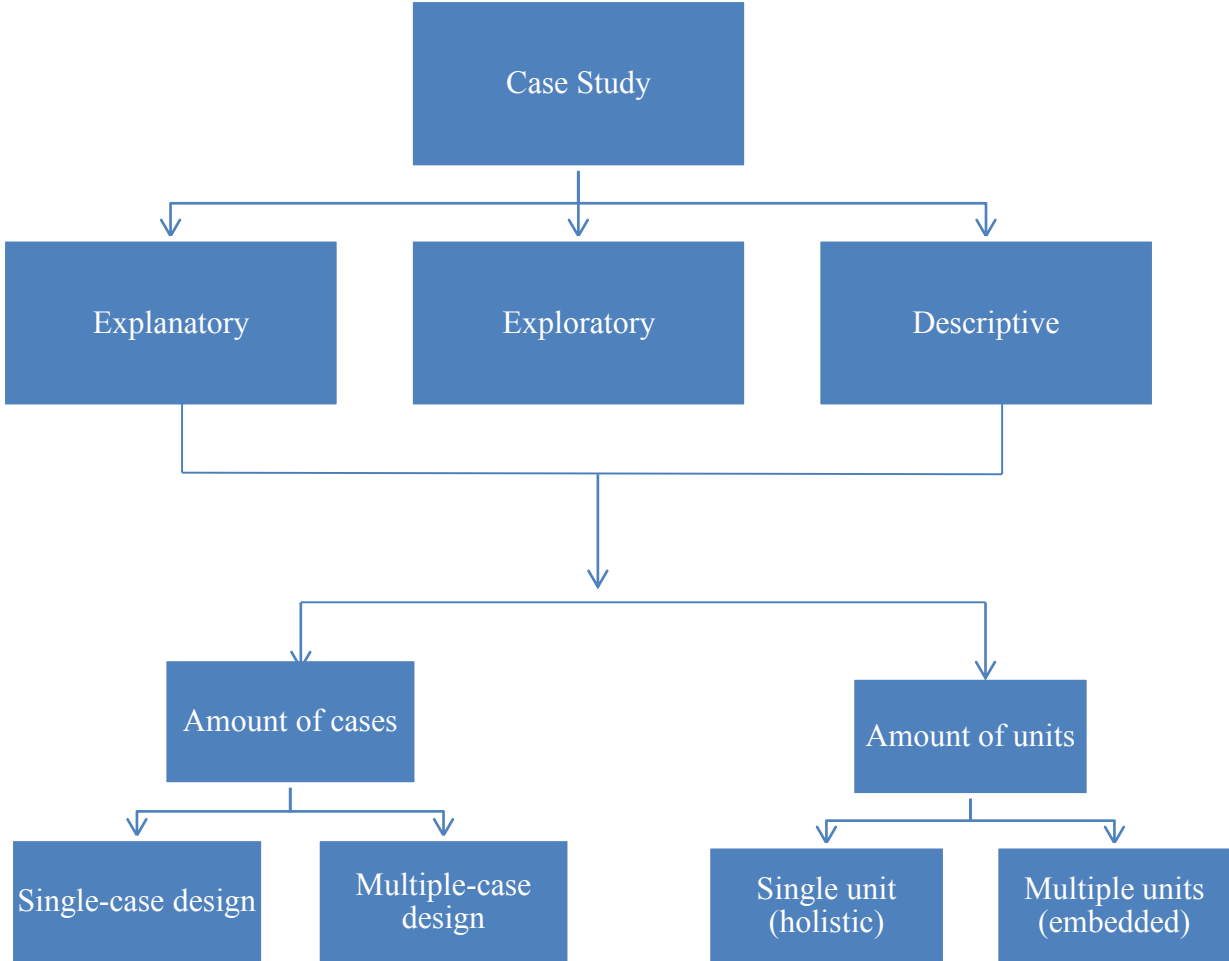 Case Study
Explanatory
Exploratory
Descriptive
Amount of cases
Amount of units
Single-case design
Multiple-case
design
Single unit
(holistic)
Multiple units
(embedded)